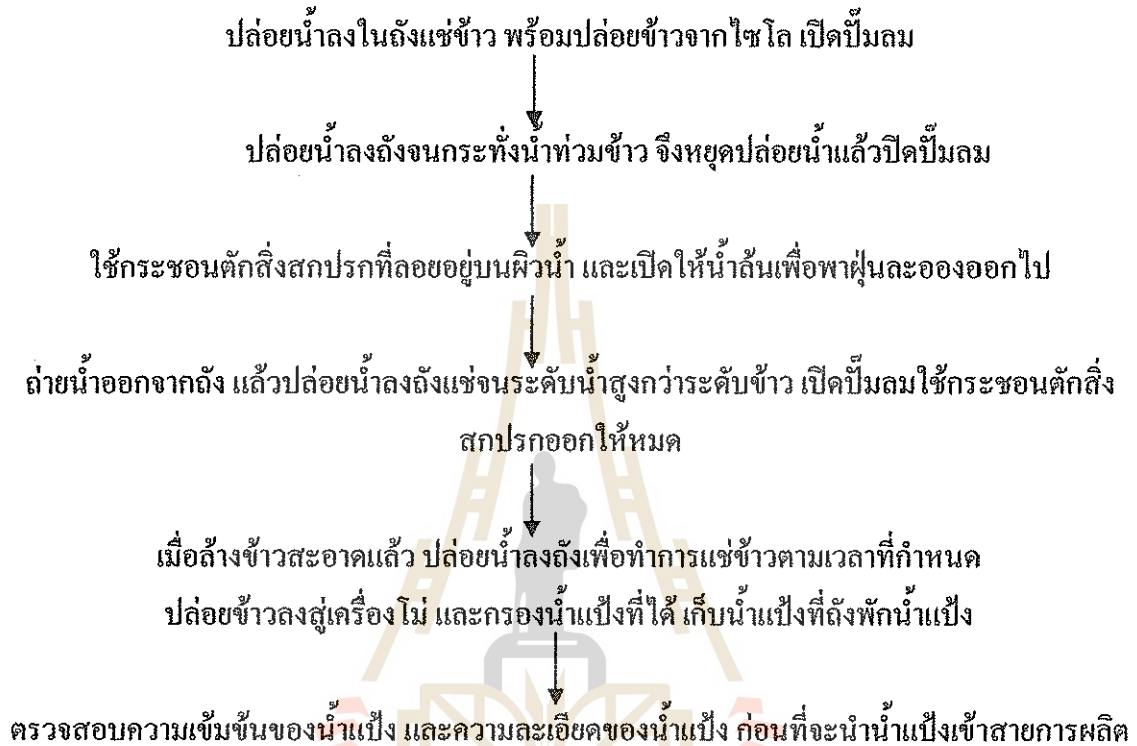 ปล่อยน้ำลงในถังแช่ข้าว พร้อมปล่อยข้าวจากไซโล เปิดปั๊มลม
ปล่อยน้ำลงถังจนกระทั่งน้ำท่วมข้าว จึงหยุดปล่อยน้ำแล้วปิดปั๊มลม
ใช้กระชอนตักสิ่งสกปรกที่ลอยอยู่บนผิวน้ำ และเปิดให้น้ำล้นเพื่อพาฝุ่นละอองออกไป
ถ่ายน้ำออกจากถัง แล้วปล่อยน้ำลงถังแช่จนระดับน้ำสูงกว่าระดับข้าว เปิดปั๊มลมใช้กระชอนตักสิ่ง
สกปรกออกให้หมด
เมื่อล้างข้าวสะอาดแล้ว ปล่อยน้ำลงถังเพื่อทำการแช่ข้าวตามเวลาที่กำหนด
ปล่อยข้าวลงสู่เครื่องโม่ และกรองน้ำแป้งที่ได้ เก็บน้ำแป้งที่ถังพักน้ำแป้ง
ตรวจสอบความเข้มข้นของน้ำแป้ง และความละเอียดของน้ำแป้ง ก่อนที่จะนำน้ำแป้งเข้าสายการผลิต